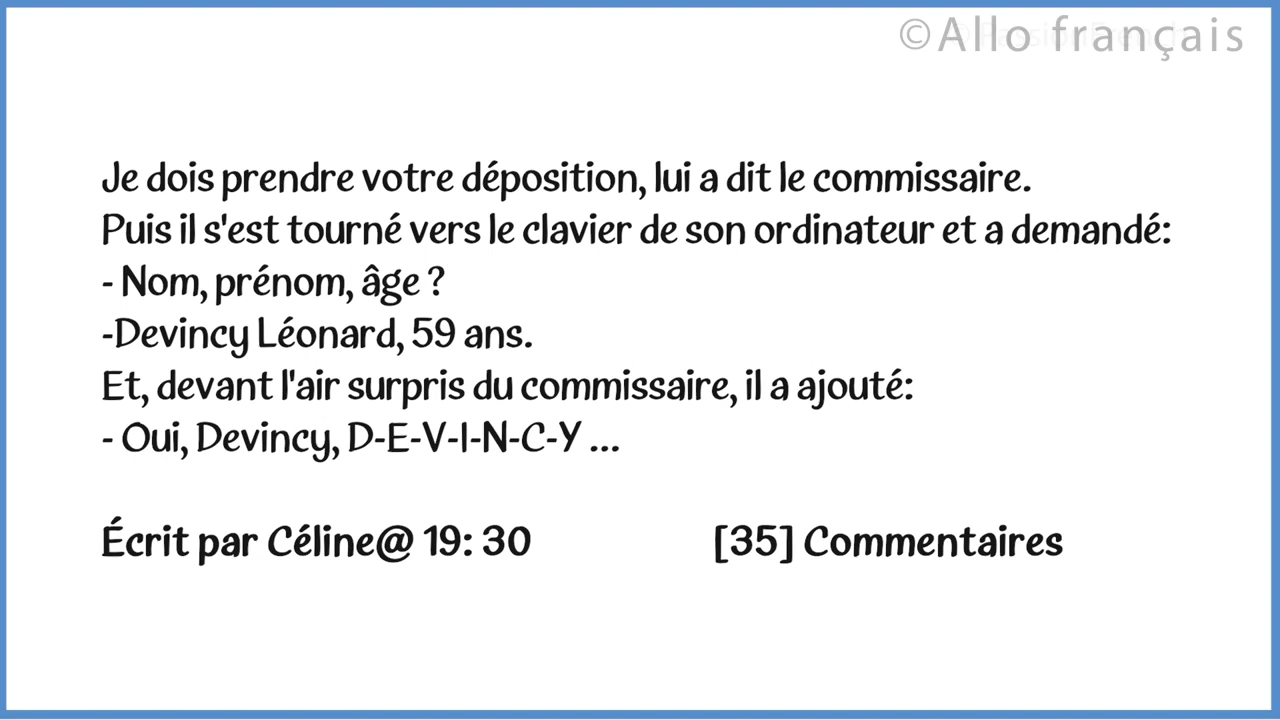 ©Allo français
Je dois prendre votre déposition, lui a dit le commissaire.
Puis il s'est tourné vers le clavier de son ordinateur et a demandé:
- Nom, prénom, âge ?
-Devincy Léonard, 59 ans.
Et, devant l'air surpris du commissaire, il a ajouté:
- Oui, Devincy, D-E-V-I-N-C-Y ...
Écrit par Céline@ 19: 30 [35] Commentaires